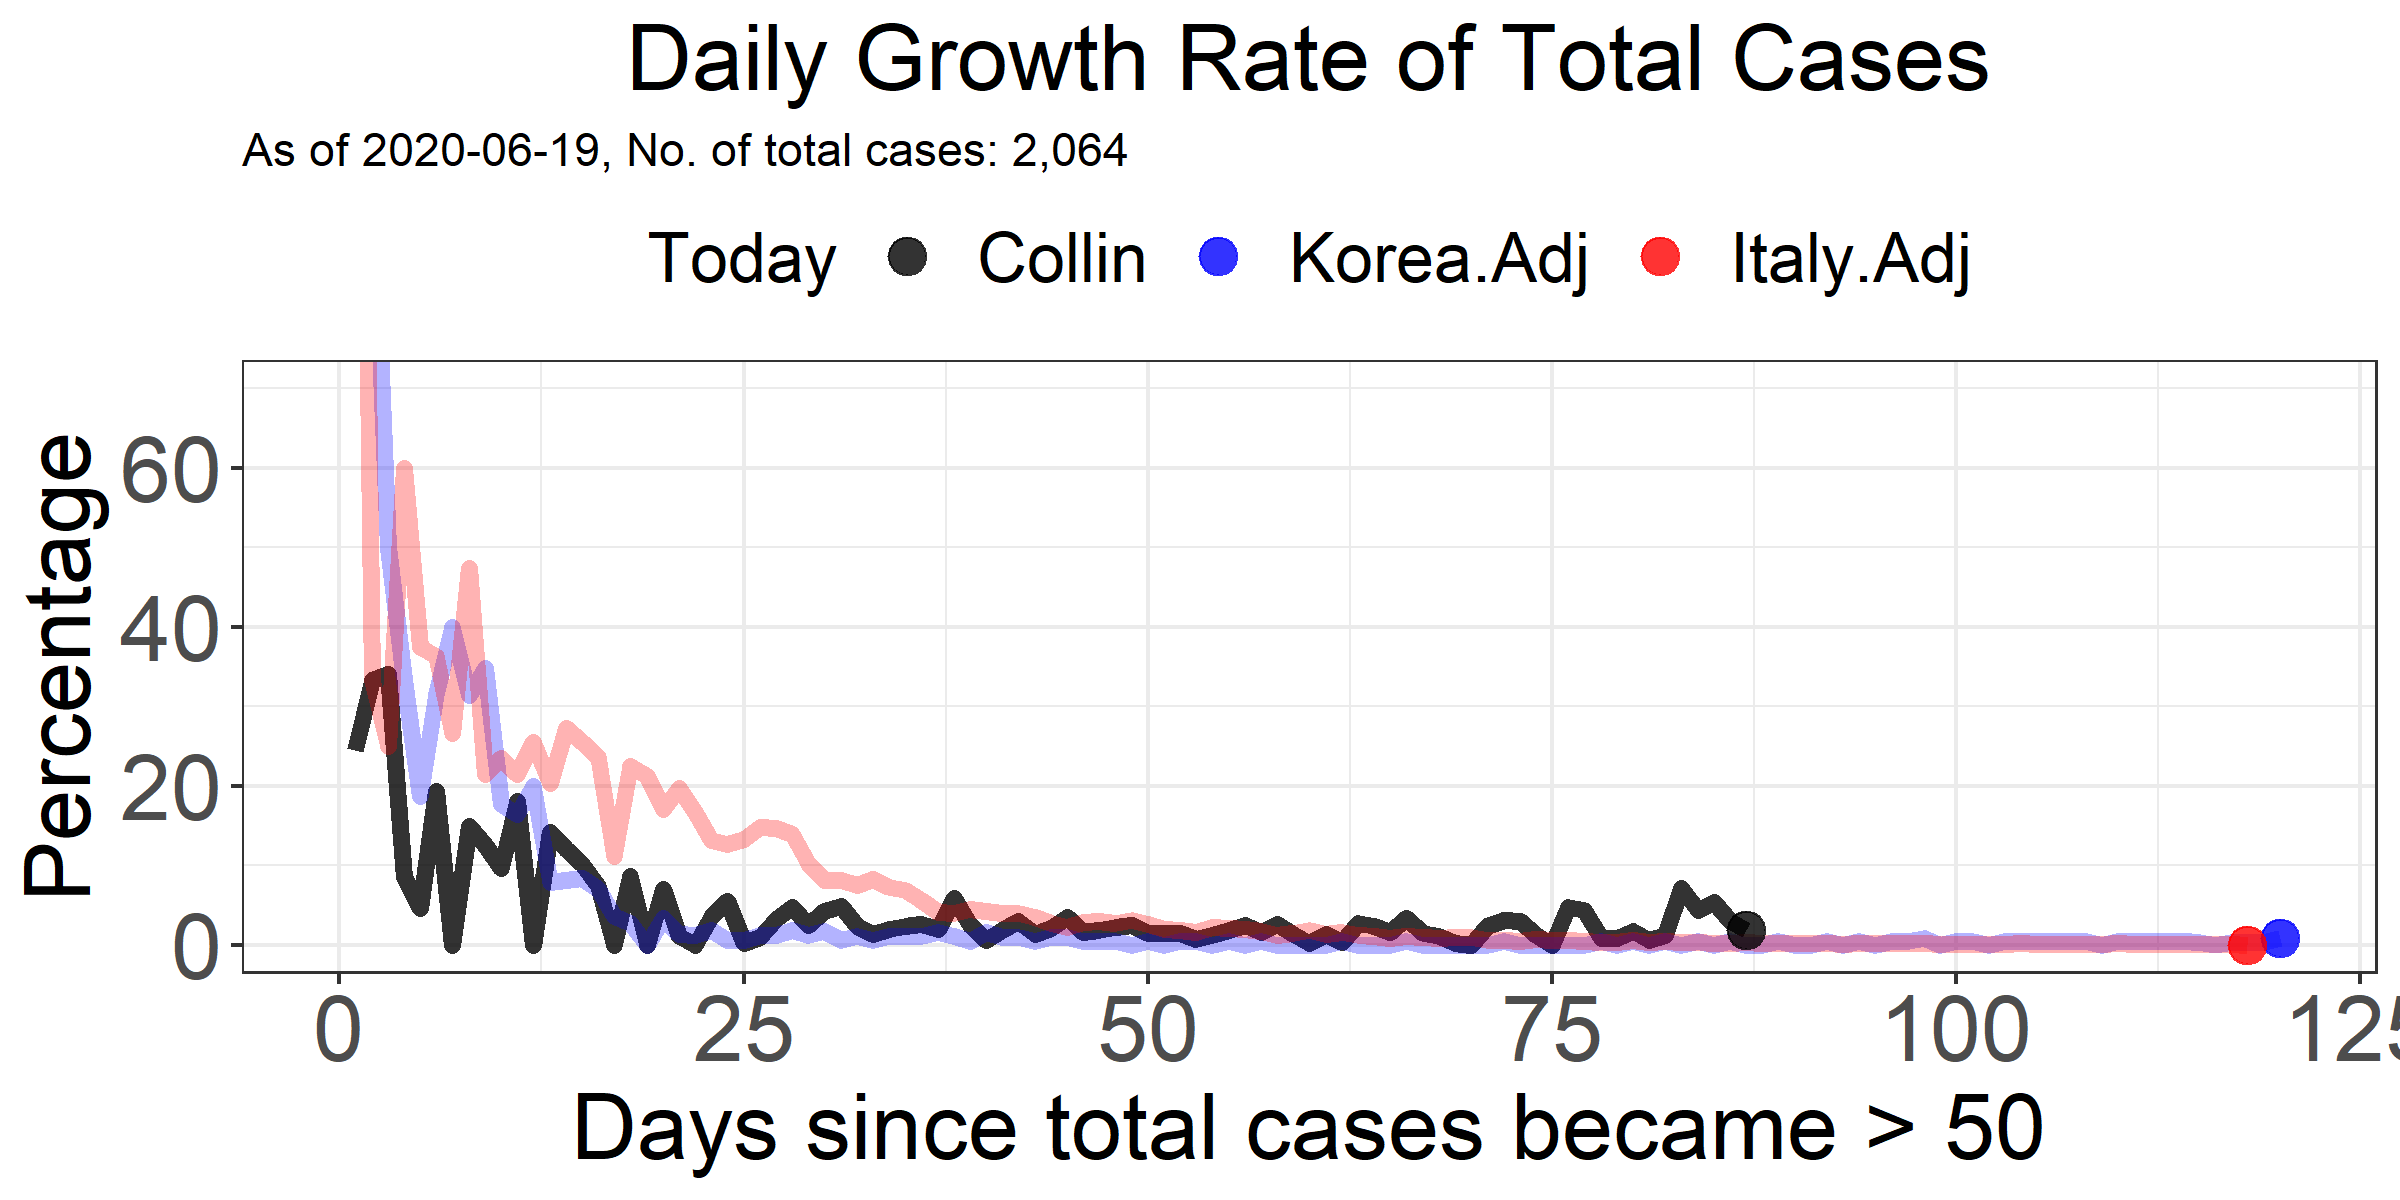 Daily Growth Rate of Total Cases
As of 2020-06-19, No. of total cases: 2,064
Today Collin Korea.Adj Italy.Adj
Percentage
60
40
20
0
0 25 50 75 100 125
Days since total cases became > 50